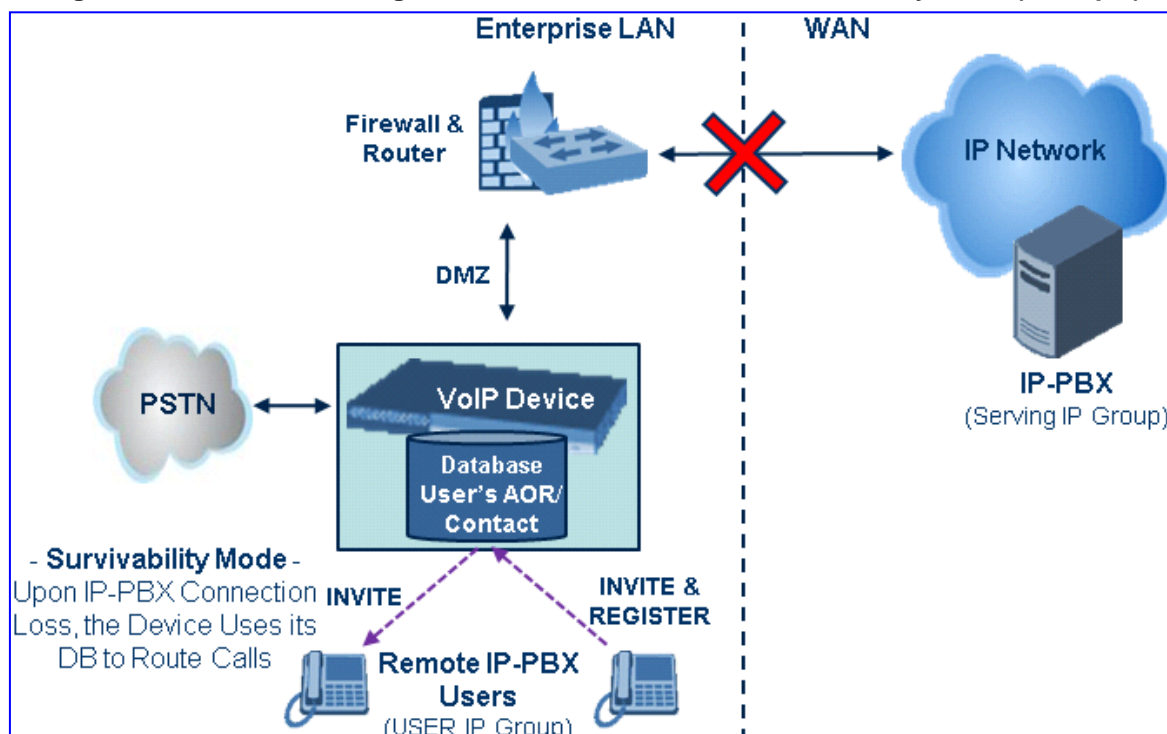 Enterprise LAN
WAN
Firewall &
Router
IP Network
DMZ
IP-PBX
(Serving IP Group)
PSTN
VoIP Device
Database
User's AOR/
Contact
- Survivability Mode -
Upon IP-PBX Connection
Loss, the Device Uses its
DB to Route Calls
INVITE
INVITE &
REGISTER
Remote IP-PBX
Users
(USER IP Group)